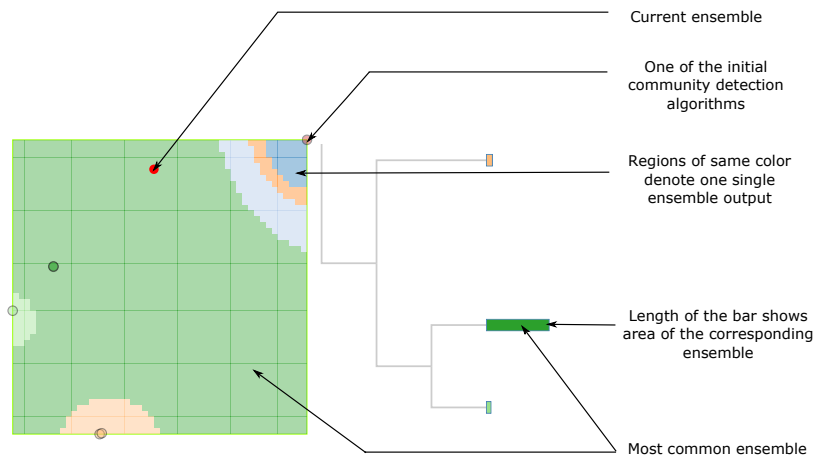 Current ensemble
One of the initial
community detection
algorithms
Regions of same color
denote one single
ensemble output
Length of the bar shows
area of the corresponding
ensemble
Most common ensemble